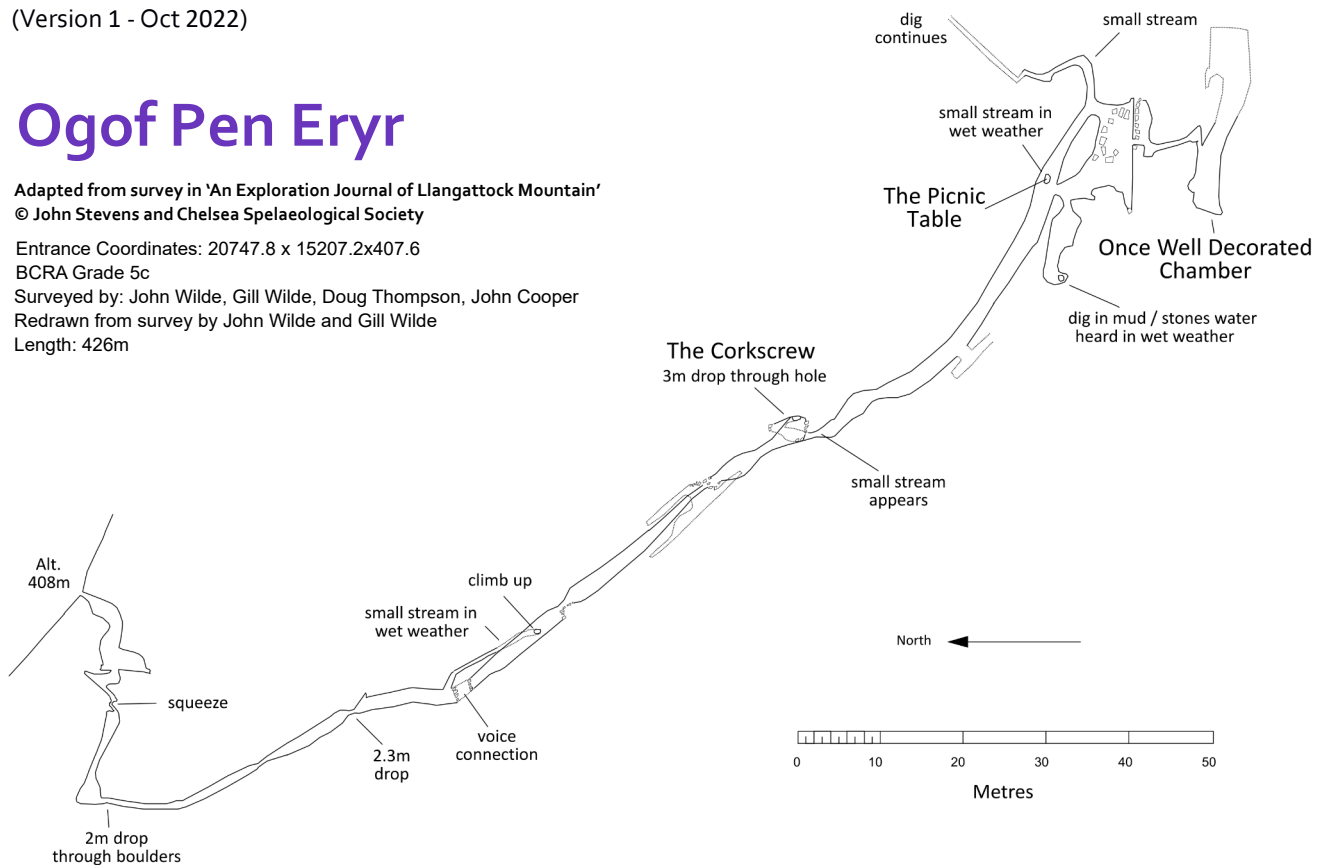 (Version 1 - Oct 2022)
Ogof Pen Eryr
Adapted from survey in ‘An Exploration Journal of Llangattock Mountain’
© John Stevens and Chelsea Spelaeological Society
Entrance Coordinates: 20747.8 x 15207.2x407.6
BCRA Grade 5c
Surveyed by: John Wilde, Gill Wilde, Doug Thompson, John Cooper
Redrawn from survey by John Wilde and Gill Wilde
Length: 426m
dig
continues
small stream
small stream in
wet weather
The Picnic
Table
Once Well Decorated
Chamber
dig in mud / stones water
heard in wet weather
The Corkscrew
3m drop through hole
small stream
appears
Alt.
408m
climb up
small stream in
wet weather
squeeze
voice
connection
2.3m
drop
2m drop
through boulders
North
0 10 20 30 40 50
Metres